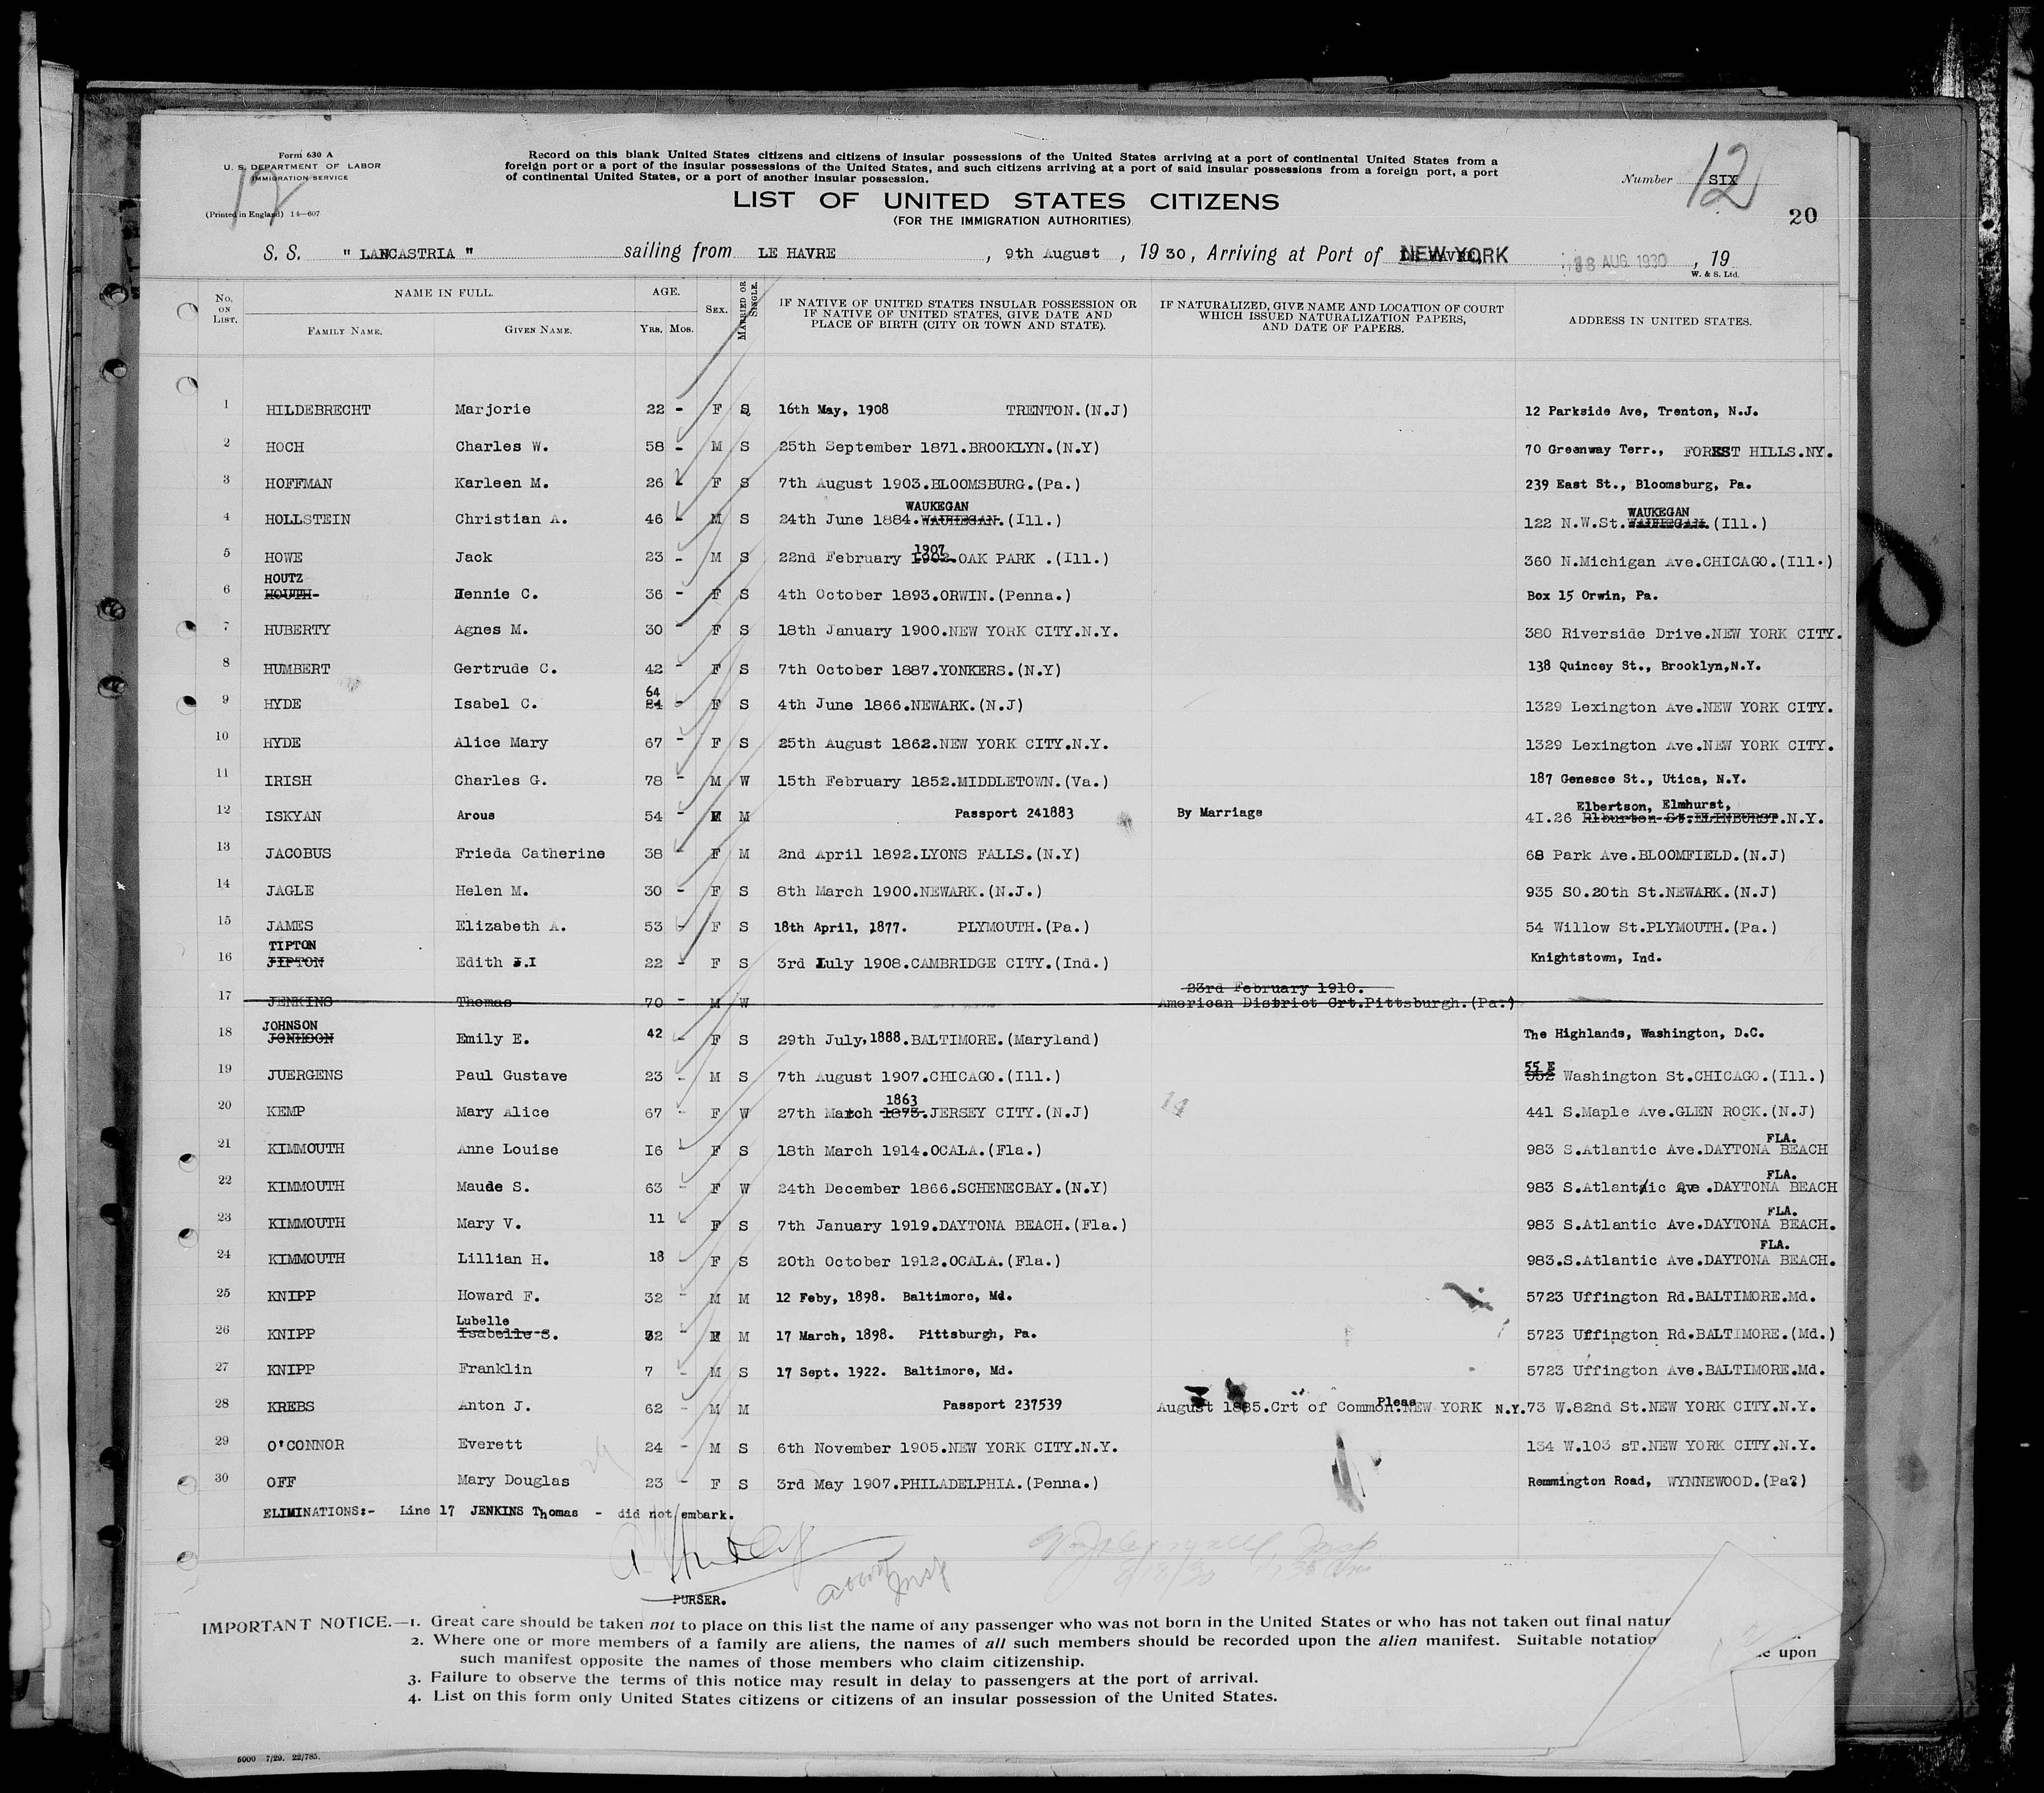 Form 630 A
U. S. DEPARTMENT OF LABOR
IMMIGRATION SERVICE
(Printed in England) 14—607
12
Record on this blank United States citizens and citizens of insular possessions of the United States arriving at a port of continental United States from a
foreign port or a port of the insular possessions of the United States, and such citizens arriving at a port of said insular possessions from a foreign port, a port
of continental United States, or a port of another insular possession.
LIST OF UNITED STATES CITIZENS
(FOR THE IMMIGRATION AUTHORITIES)
Number SIX
12
20
S. S. " LANCASTRIA " sailing from LE HAVRE , 9th August , 19 30, Arriving at Port of NEW YORK AUG 1930 , 19
W. & S. Ltd.
No. ON LIST. NAME IN FULL. FAMILY NAME. GIVEN NAME. AGE. Yrs. Mos. SEX. MARRIED OR SINGLE.
IF NATIVE OF UNITED STATES INSULAR POSSESSION OR
IF NATIVE OF UNITED STATES, GIVE DATE AND
PLACE OF BIRTH (CITY OR TOWN AND STATE).
IF NATURALIZED, GIVE NAME AND LOCATION OF COURT
WHICH ISSUED NATURALIZATION PAPERS,
AND DATE OF PAPERS.
ADDRESS IN UNITED STATES.
1 HILDEBRECHT Marjorie 22 - F S 16th May, 1908 TRENTON.(N.J) 12 Parkside Ave, Trenton, N.J.
2 HOCH Charles W. 58 - M S 25th September 1871.BROOKLYN.(N.Y) 70 Greenway Terr., FOREST HILLS.NY.
3 HOFFMAN Karleen M. 26 - F S 7th August 1903.BLOOMSBURG.(Pa.) 239 East St., Bloomsburg, Pa.
WAUKEGAN WAUKEGAN
4 HOLLSTEIN Christian A. 46 - M S 24th June 1884.WAUHEGAN.(Ill.) 122 N.W.St.WAUHEGAN.(Ill.)
1907
5 HOWE Jack 23 - M S 22nd February 1902.OAK PARK .(Ill.) 360 N.Michigan Ave.CHICAGO.(Ill.)
HOUTZ
6 HOUTH- Jennie C. 36 - F S 4th October 1893.ORWIN.(Penna.) Box 15 Orwin, Pa.
7 HUBERTY Agnes M. 30 - F S 18th January 1900.NEW YORK CITY.N.Y. 380 Riverside Drive.NEW YORK CITY.
8 HUMBERT Gertrude C. 42 - F S 7th October 1887.YONKERS.(N.Y) 138 Quincey St., Brooklyn,N.Y.
64
9 HYDE Isabel C. 24 - F S 4th June 1866.NEWARK.(N.J) 1329 Lexington Ave.NEW YORK CITY.
10 HYDE Alice Mary 67 - F S 25th August 1862.NEW YORK CITY.N.Y. 1329 Lexington Ave.NEW YORK CITY.
11 IRISH Charles G. 78 - M W 15th February 1852.MIDDLETOWN.(Va.) 187 Genesce St., Utica, N.Y.
Elbertson, Elmhurst,
12 ISKYAN Arous 54 - F M Passport 241883 By Marriage 41.26 Elburton St.ELINBURST.N.Y.
13 JACOBUS Frieda Catherine 38 - F M 2nd April 1892.LYONS FALLS.(N.Y) 68 Park Ave.BLOOMFIELD.(N.J)
14 JAGLE Helen M. 30 - F S 8th March 1900.NEWARK.(N.J.) 935 SO.20th St.NEWARK.(N.J)
15 JAMES Elizabeth A. 53 - F S 18th April, 1877. PLYMOUTH.(Pa.) 54 Willow St.PLYMOUTH.(Pa.)
TIPTON
16 JIPTON Edith J.I 22 - F S 3rd July 1908.CAMBRIDGE CITY.(Ind.) Knightstown, Ind.
23rd February 1910.
17 JENKINS Thomas 70 - M W American District Crt.Pittsburgh.(Pa.)
JOHNSON
18 JONHSON Emily E. 42 - F S 29th July,1888.BALTIMORE.(Maryland) The Highlands, Washington, D.C.
55 E
19 JUERGENS Paul Gustave 23 - M S 7th August 1907.CHICAGO.(Ill.) 332 Washington St.CHICAGO.(Ill.)
1863
20 KEMP Mary Alice 67 - F W 27th March 1875.JERSEY CITY.(N.J) 14 441 S.Maple Ave.GLEN ROCK.(N.J)
FLA.
21 KIMMOUTH Anne Louise I6 - F S 18th March 1914.OCALA.(Fla.) 983 S.Atlantic Ave.DAYTONA BEACH
FLA.
22 KIMMOUTH Maude S. 63 - F W 24th December 1866.SCHENECBAY.(N.Y) 983 S.Atlantic Ave .DAYTONA BEACH
FLA.
23 KIMMOUTH Mary V. 11 - F S 7th January 1919.DAYTONA BEACH.(Fla.) 983 S.Atlantic Ave.DAYTONA BEACH.
FLA.
24 KIMMOUTH Lillian H. 18 - F S 20th October 1912.OCALA.(Fla.) 983.S.Atlantic Ave.DAYTONA BEACH.
25 KNIPP Howard F. 32 - M M 12 Feby, 1898. Baltimore, Md. 5723 Uffington Rd.BALTIMORE.Md.
Lubelle
26 KNIPP Isabelle S. 32 - F M 17 March, 1898. Pittsburgh, Pa. 5723 Uffington Rd.BALTIMORE.(Md.)
27 KNIPP Franklin 7 - M S 17 Sept. 1922. Baltimore, Md. 5723 Uffington Ave.BALTIMORE.Md.
Pleas
28 KREBS Anton J. 62 - M M Passport 237539 August 1885.Crt of Common.NEW YORK N.Y. 73 W.82nd St.NEW YORK CITY.N.Y.
29 O'CONNOR Everett 24 - M S 6th November 1905.NEW YORK CITY.N.Y. 134 W.103 sT.NEW YORK CITY.N.Y.
30 OFF Mary Douglas 23 - F S 3rd May 1907.PHILADELPHIA.(Penna.) Remmington Road, WYNNEWOOD.(Pa?)
ELIMINATIONS:- Line 17 JENKINS Thomas - did not embark.
PURSER.
IMPORTANT NOTICE.—1. Great care should be taken not to place on this list the name of any passenger who was not born in the United States or who has not taken out final natur
2. Where one or more members of a family are aliens, the names of all such members should be recorded upon the alien manifest. Suitable notation
upon
such manifest opposite the names of those members who claim citizenship.
3. Failure to observe the terms of this notice may result in delay to passengers at the port of arrival.
4. List on this form only United States citizens or citizens of an insular possession of the United States.
5000 7/29. 22/785.